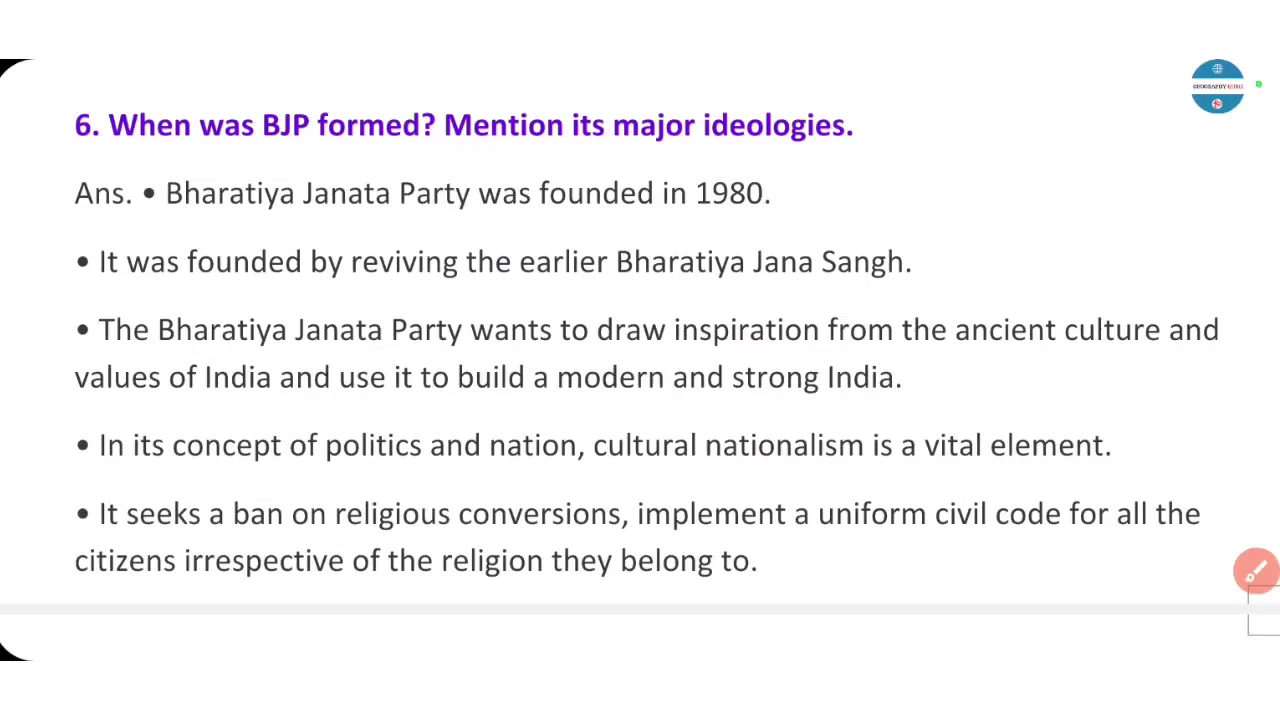 GEOGRAPHY
6. When was BJP formed? Mention its major ideologies.
Ans. • Bharatiya Janata Party was founded in 1980.
• It was founded by reviving the earlier Bharatiya Jana Sangh.
• The Bharatiya Janata Party wants to draw inspiration from the ancient culture and
values of India and use it to build a modern and strong India.
• In its concept of politics and nation, cultural nationalism is a vital element.
• It seeks a ban on religious conversions, implement a uniform civil code for all the
citizens irrespective of the religion they belong to.